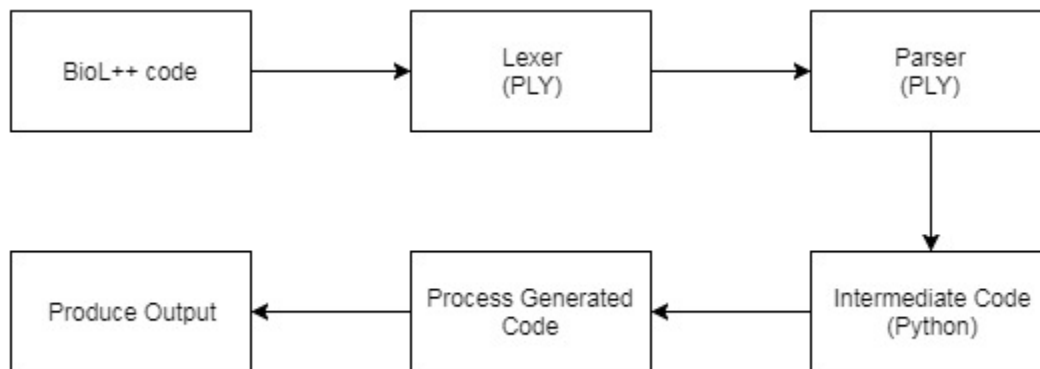 BioL++ code
Lexer
(PLY)
Parser
(PLY)
Produce Output
Process Generated
Code
Intermediate Code
(Python)